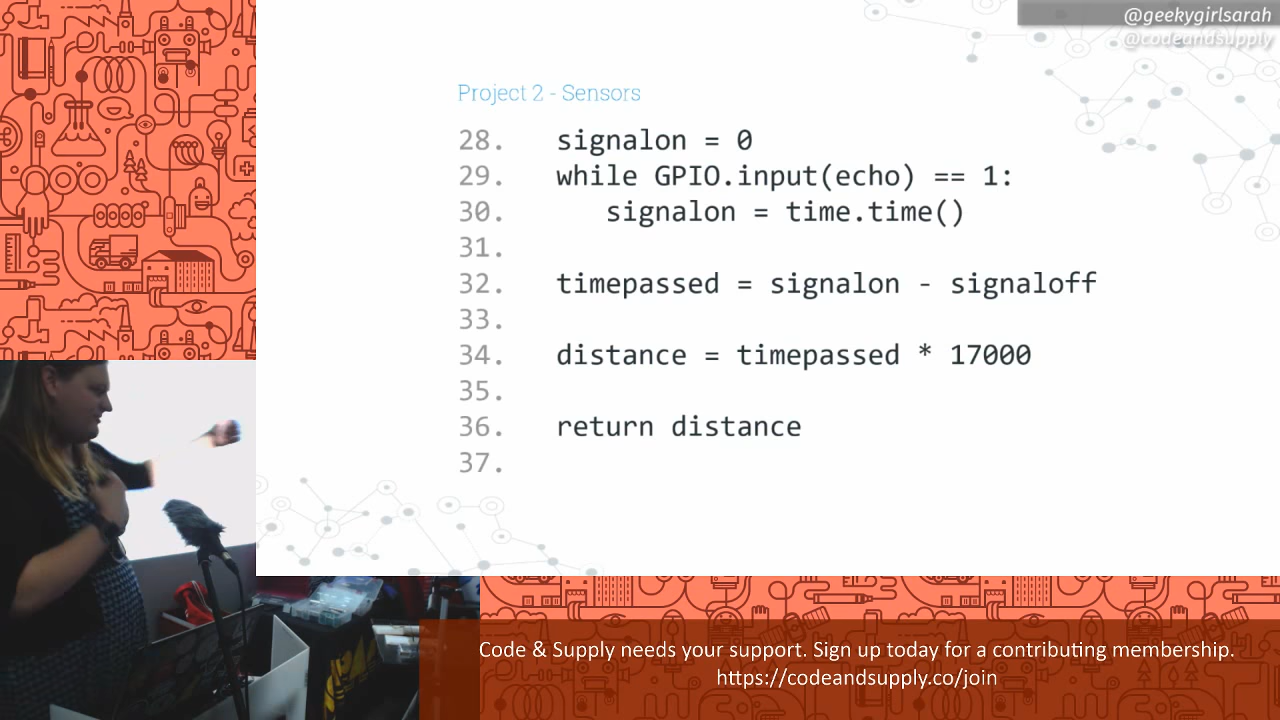 @geekygirlsarah
@codeandsupply
Project 2 - Sensors
28. signalon = 0
29. while GPIO.input(echo) == 1:
30. signalon = time.time()
31.
32. timepassed = signalon - signaloff
33.
34. distance = timepassed * 17000
35.
36. return distance
37.
Code & Supply needs your support. Sign up today for a contributing membership.
https://codeandsupply.co/join